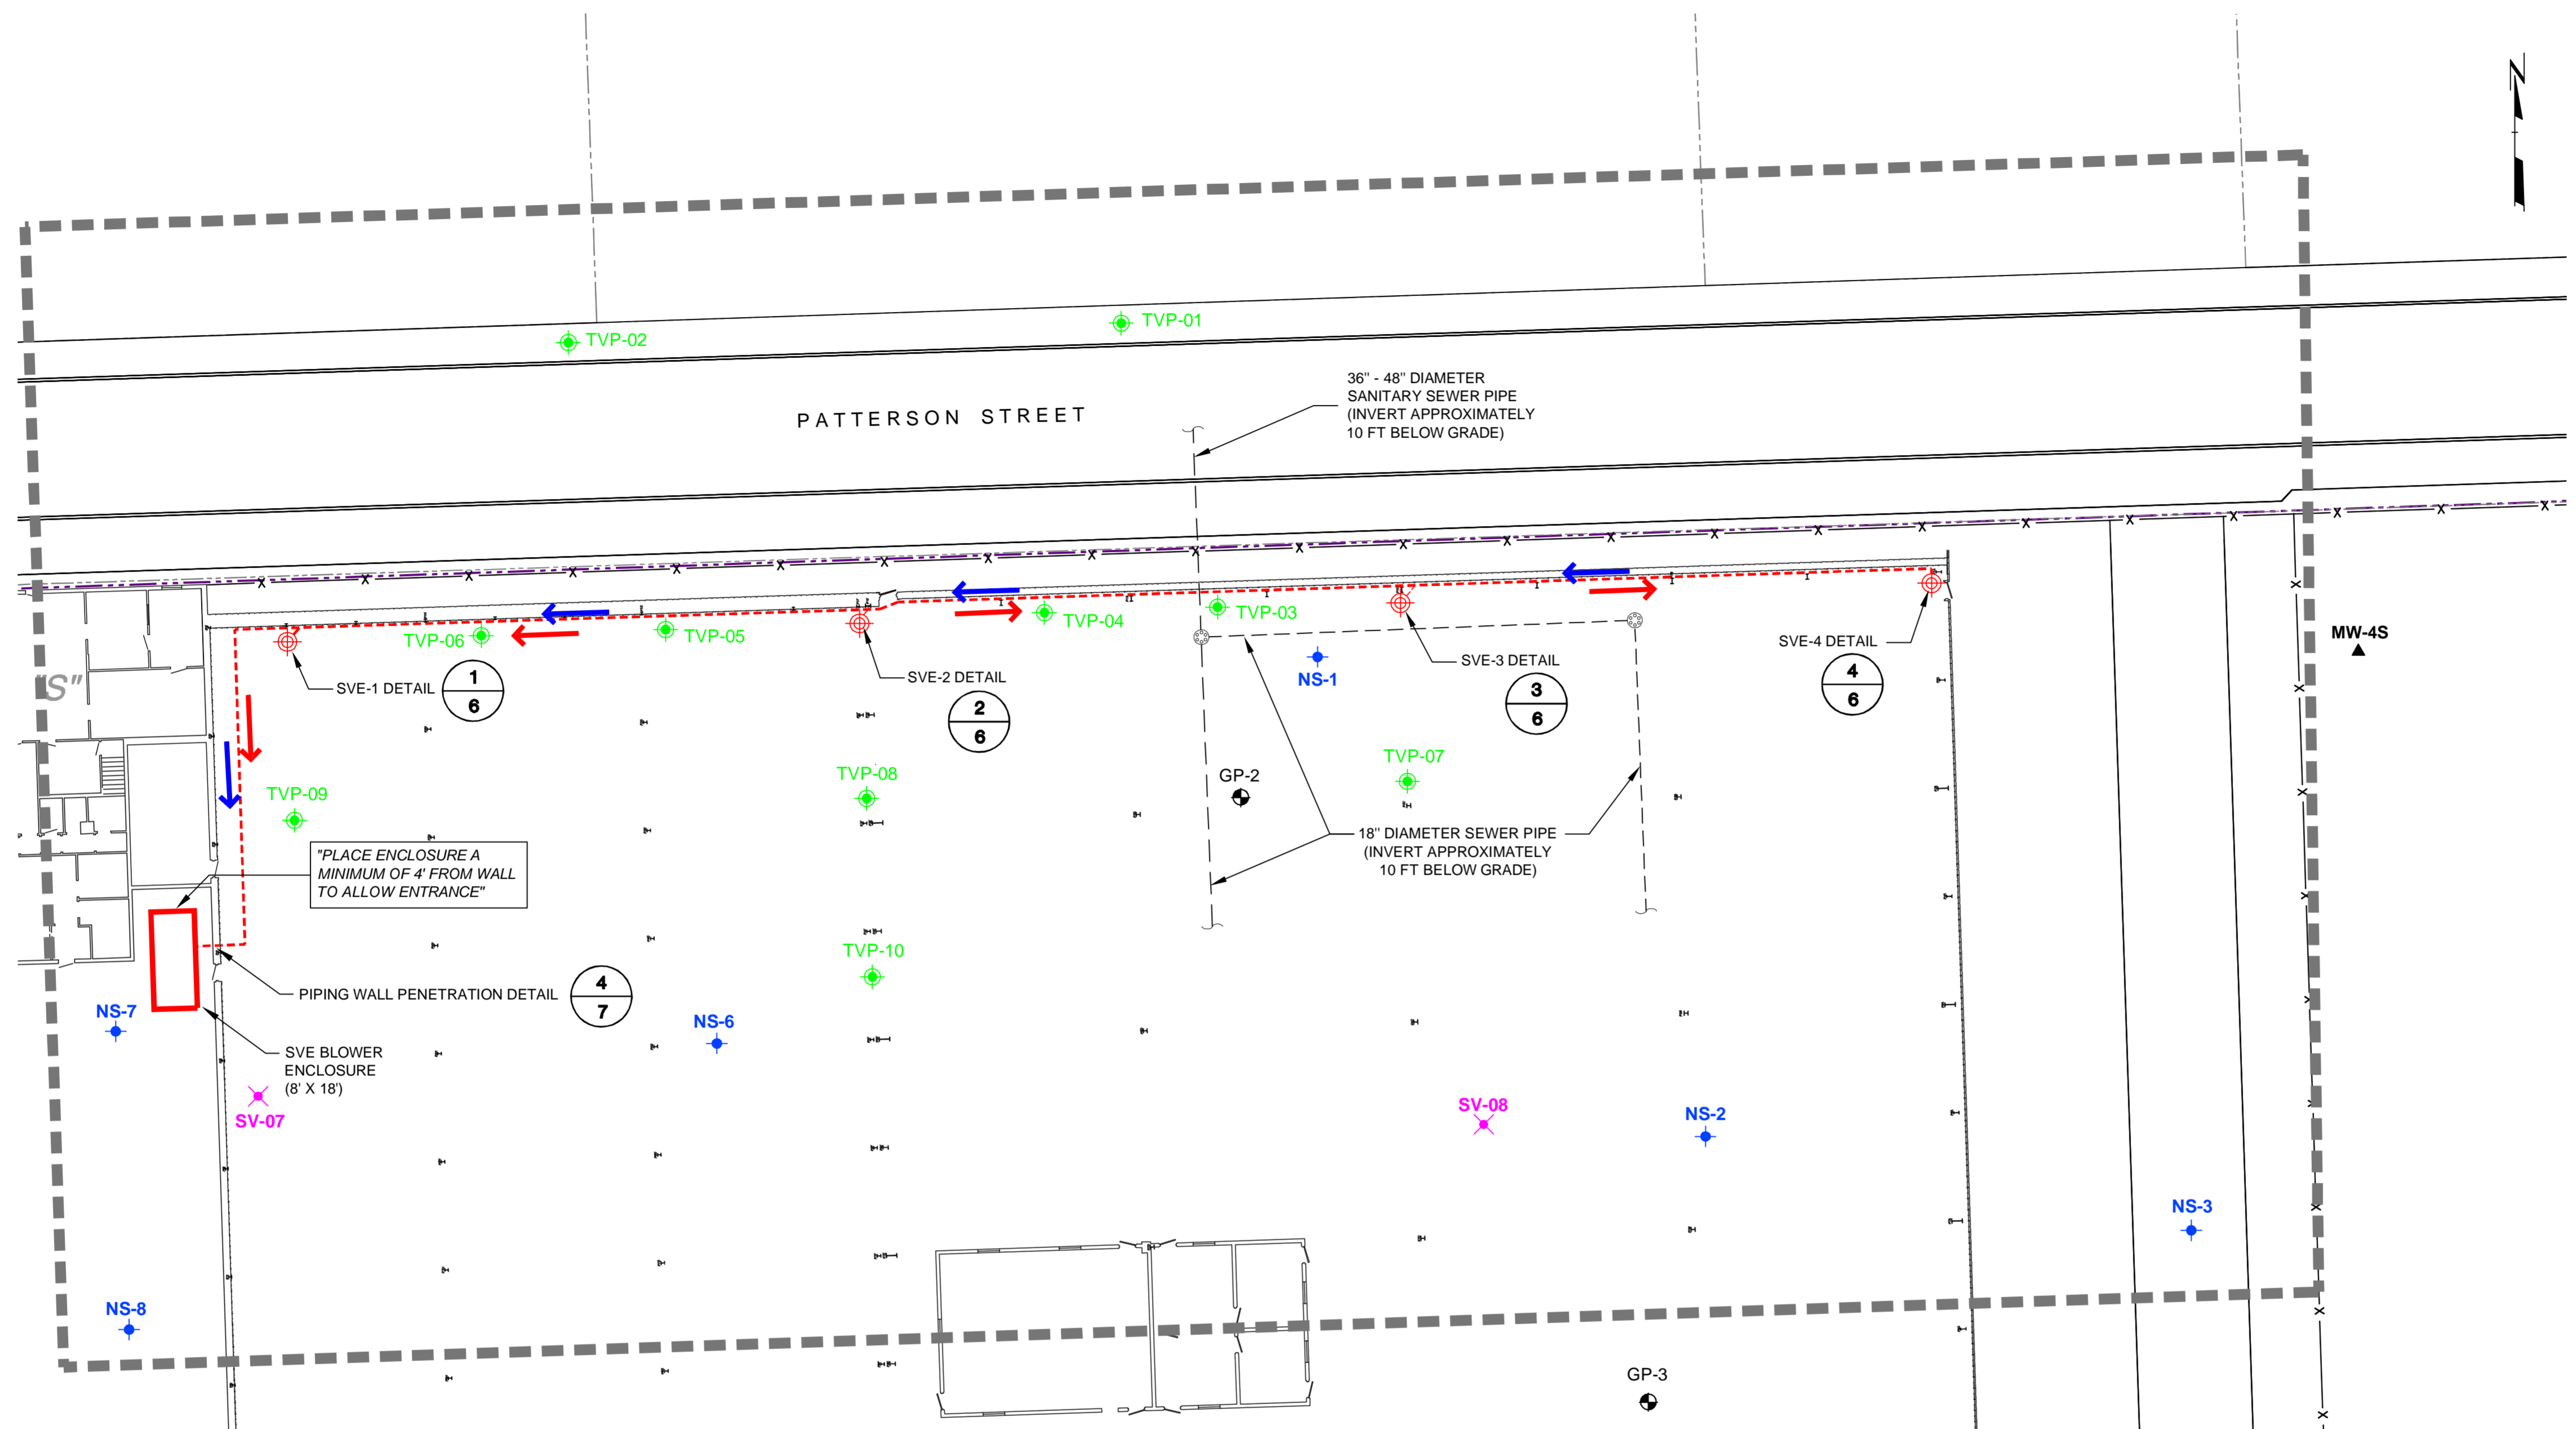 N
TVP-01
TVP-02
36" - 48" DIAMETER
SANITARY SEWER PIPE
(INVERT APPROXIMATELY
10 FT BELOW GRADE)
PATTERSON STREET
X X X X X X X X X X X X X X X X X X X X X X X
TVP-06
TVP-05
TVP-04
TVP-03
"S"
SVE-1 DETAIL
1
6
SVE-2 DETAIL
2
6
NS-1
SVE-3 DETAIL
3
6
SVE-4 DETAIL
4
6
MW-4S
TVP-09
TVP-08
GP-2
TVP-07
"PLACE ENCLOSURE A
MINIMUM OF 4' FROM WALL
TO ALLOW ENTRANCE"
18" DIAMETER SEWER PIPE
(INVERT APPROXIMATELY
10 FT BELOW GRADE)
TVP-10
PIPING WALL PENETRATION DETAIL
4
7
NS-7
NS-6
SVE BLOWER
ENCLOSURE
(8' X 18')
SV-07
SV-08
NS-2
NS-3
NS-8
GP-3